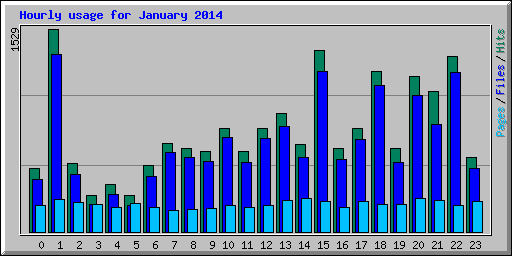 Hourly usage for January 2014
1529
Pages/Files/Hits
0 1 2 3 4 5 6 7 8 9 10 11 12 13 14 15 16 17 18 19 20 21 22 23